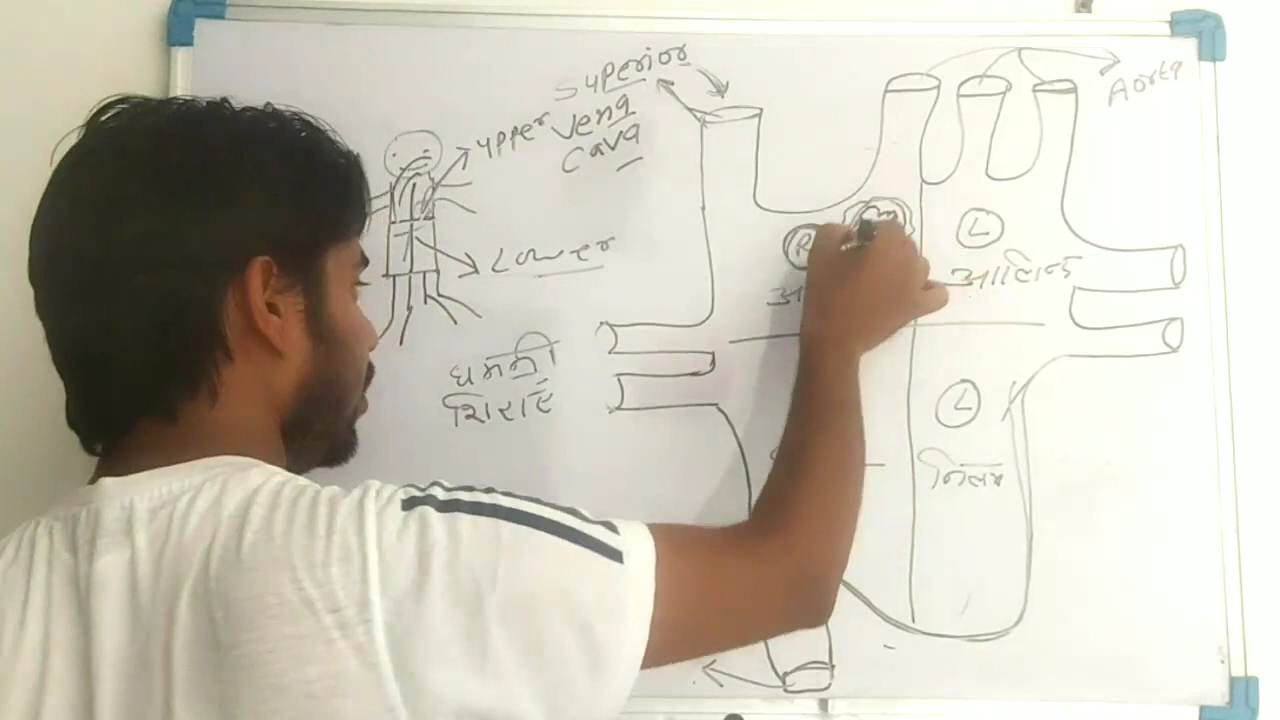 Superior
Vena
Cava
upper
Lower
Aorta
R
L
अ
आलिन्द
धमनी
शिराएँ
L
निलय